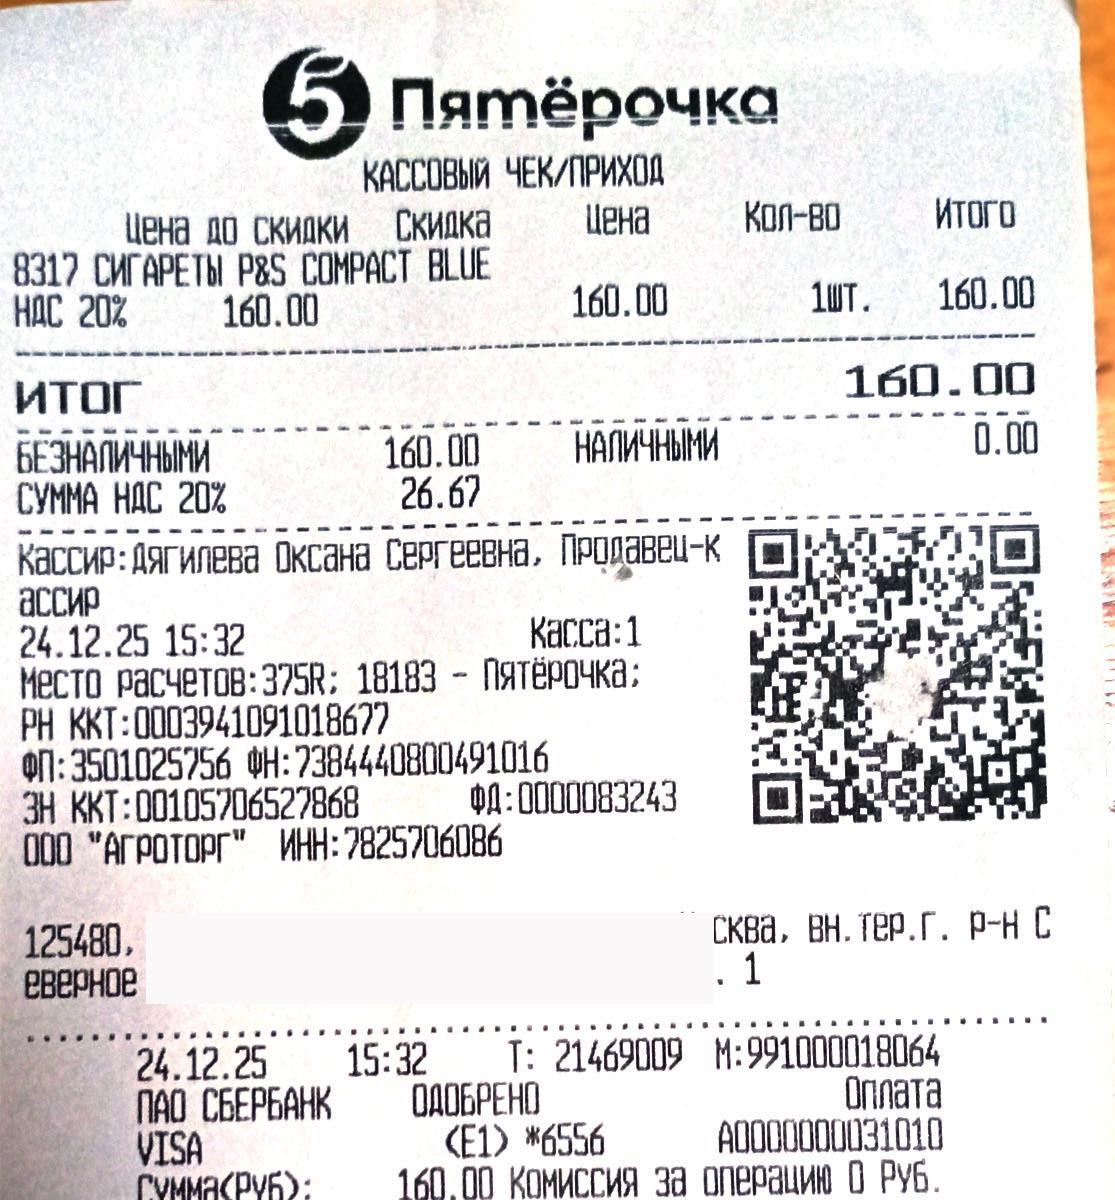 5 Пятёрочка
КАССОВЫЙ ЧЕК/ПРИХОД
Цена до скидки Скидка Цена Кол-во Итого
8317 СИГАРЕТЫ P&S COMPACT BLUE
НДС 20% 160.00 160.00 1шт. 160.00
ИТОГ 160.00
БЕЗНАЛИЧНЫМИ 160.00 НАЛИЧНЫМИ 0.00
СУММА НДС 20% 26.67
Кассир:Дягилева Оксана Сергеевна, Продавец-к
ассир
24.12.25 15:32 Касса:1
Место расчетов:375R; 18183 - Пятёрочка;
РН ККТ:0003941091018677
ФП:3501025756 ФН:7384440800491016
ЗН ККТ:00105706527868 ФД:0000083243
ООО "Агроторг" ИНН:7825706086
125480, сква, вн.тер.г. р-н С
еверное . 1
24.12.25 15:32 Т: 21469009 М:991000018064
ПАО СБЕРБАНК ОДОБРЕНО Оплата
VISA (E1) *6556 A0000000031010
Сумма(Руб): 160.00 Комиссия за операцию 0 Руб.